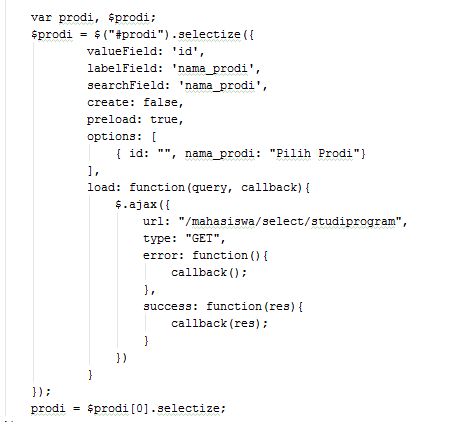 var prodi, $prodi;
$prodi = $("#prodi").selectize({
valueField: 'id',
labelField: 'nama_prodi',
searchField: 'nama_prodi',
create: false,
preload: true,
options: [
{ id: "", nama_prodi: "Pilih Prodi"}
],
load: function(query, callback){
$.ajax({
url: "/mahasiswa/select/studiprogram",
type: "GET",
error: function(){
callback();
},
success: function(res){
callback(res);
}
})
}
});
prodi = $prodi[0].selectize;